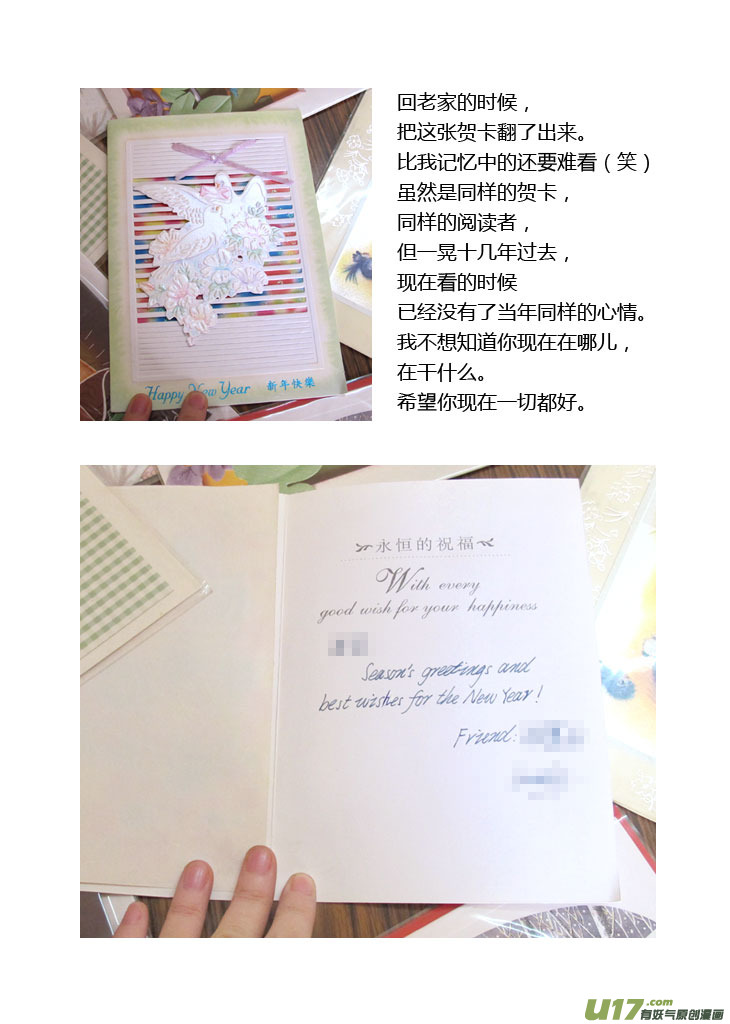 回老家的时候，
把这张贺卡翻了出来。
比我记忆中的还要难看（笑）
虽然是同样的贺卡，
同样的阅读者，
但一晃十几年过去，
现在看的时候
已经没有了当年同样的心情。
我不想知道你现在在哪儿，
在干什么。
希望你现在一切都好。
Happy New Year 新年快樂
永恒的祝福
With every
good wish for your happiness
Season's greetings and
best wishes for the New Year!
Friend:
U17.com
有妖气原创漫画